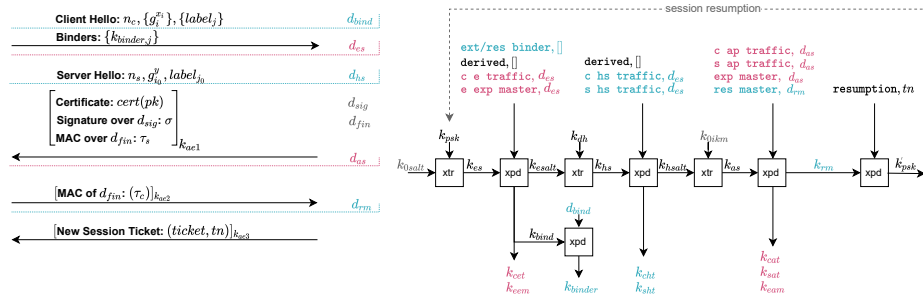 Client Hello: n_c, {g_i^{x_i}}, {label_j}
d_bind
Binders: {k_{binder,j}}
d_es
Server Hello: n_s, g_{i_0}^y, label_{j_0}
d_hs
Certificate: cert(pk)
d_sig
Signature over d_sig: σ
d_fin
MAC over d_fin: τ_s
k_ae1
d_as
[MAC of d_fin: (τ_c)]_{k_ae2}
d_rm
[New Session Ticket: (ticket, tn)]_{k_ae3}
session resumption
ext/res binder, []
derived, []
c e traffic, d_es
e exp master, d_es
derived, []
c hs traffic, d_es
s hs traffic, d_es
c ap traffic, d_as
s ap traffic, d_as
exp master, d_as
res master, d_rm
resumption, tn
k_psk
k_dh
k_0ikm
k_0salt
xtr
k_es
xpd
k_esalt
xtr
k_hs
xpd
k_hsalt
xtr
k_as
xpd
k_rm
xpd
k_psk
d_bind
k_bind
xpd
k_cet
k_eem
k_binder
k_cht
k_sht
k_cat
k_sat
k_eam